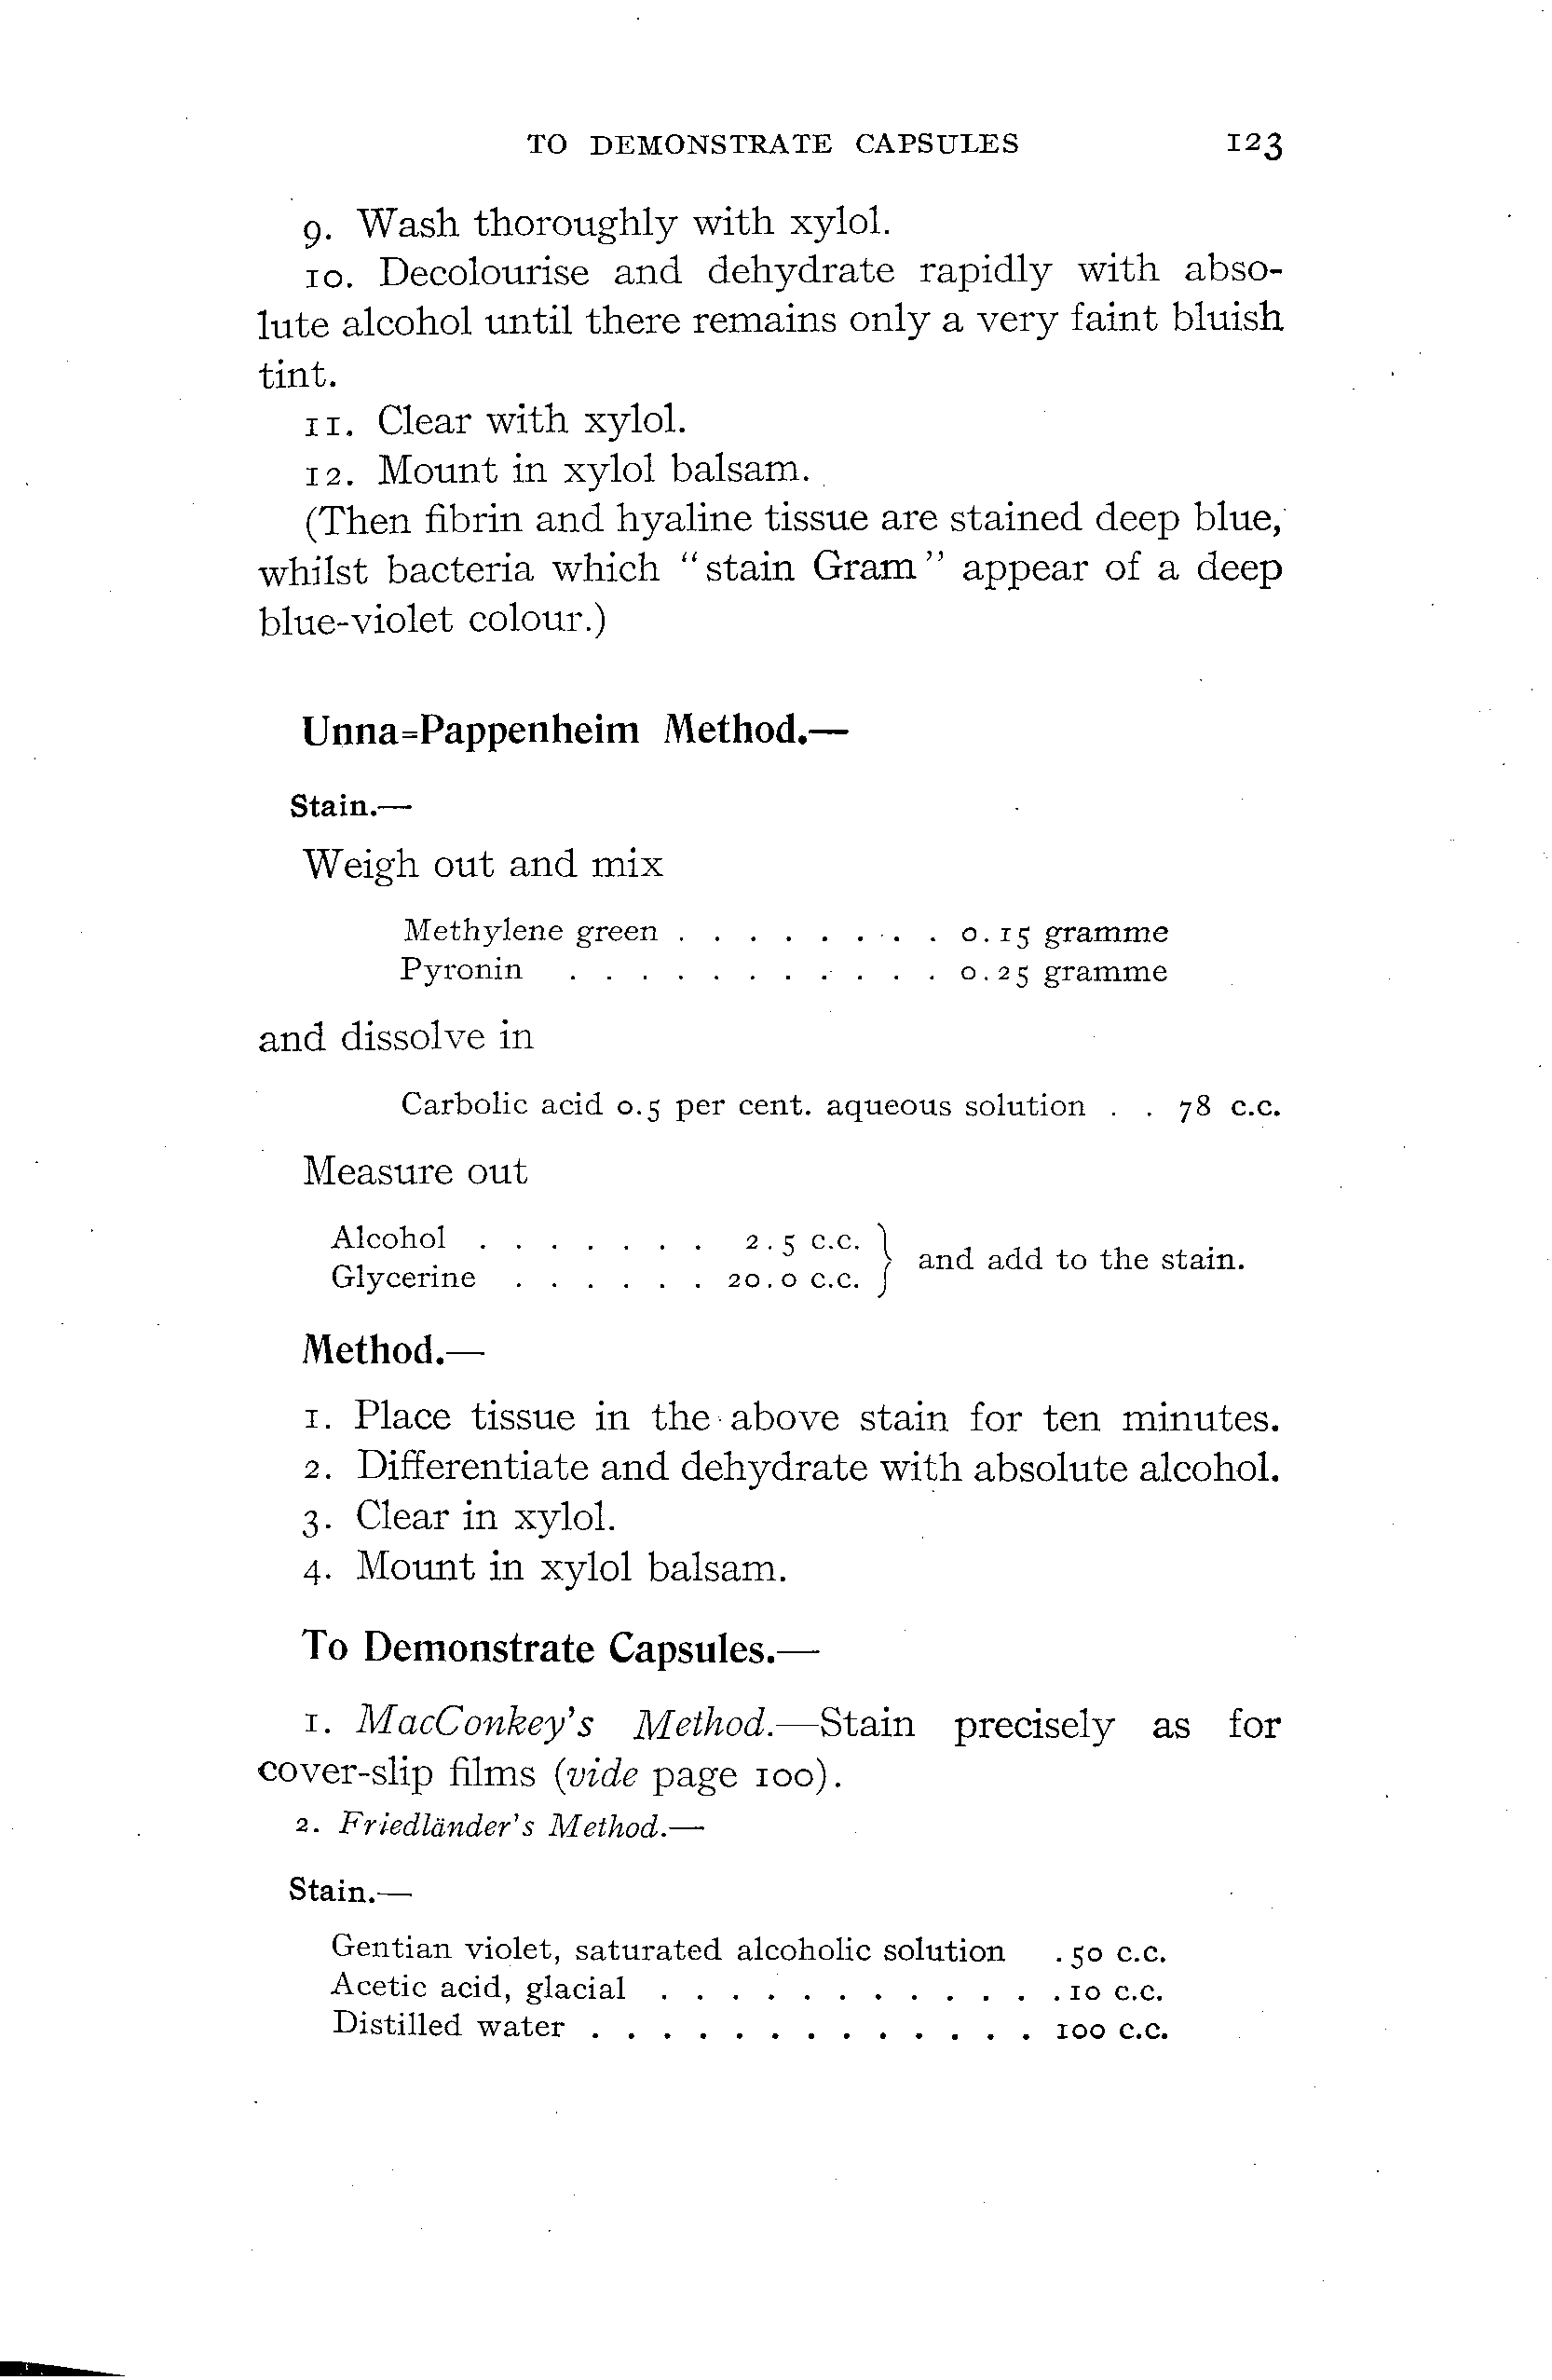 TO DEMONSTRATE CAPSULES 123
9. Wash thoroughly with xylol.
10. Decolourise and dehydrate rapidly with abso-
lute alcohol until there remains only a very faint bluish
tint.
11. Clear with xylol.
12. Mount in xylol balsam.
(Then fibrin and hyaline tissue are stained deep blue,
whilst bacteria which "stain Gram" appear of a deep
blue-violet colour.)
Unna=Pappenheim Method.—
Stain.—
Weigh out and mix
Methylene green . . . . . . . . 0.15 gramme
Pyronin . . . . . . . . . . . 0.25 gramme
and dissolve in
Carbolic acid 0.5 per cent. aqueous solution . . 78 c.c.
Measure out
Alcohol . . . . . . . 2.5 c.c. } and add to the stain.
Glycerine . . . . . . 20.0 c.c.
Method.—
1. Place tissue in the above stain for ten minutes.
2. Differentiate and dehydrate with absolute alcohol.
3. Clear in xylol.
4. Mount in xylol balsam.
To Demonstrate Capsules.—
1. MacConkey's Method.—Stain precisely as for
cover-slip films (vide page 100).
2. Friedländer's Method.—
Stain.—
Gentian violet, saturated alcoholic solution . 50 c.c.
Acetic acid, glacial . . . . . . . . . . . . 10 c.c.
Distilled water . . . . . . . . . . . . . 100 c.c.